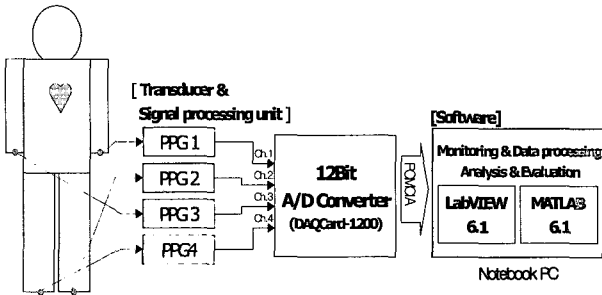 [ Transducer &
Signal processing unit ]
PPG 1
PPG 2
PPG 3
PPG4
Ch.1
Ch.2
Ch.3
Ch.4
12Bit
A/D Converter
(DAQCard-1200)
PCMCIA
[Software]
Monitoring & Data processing
Analysis & Evaluation
LabVIEW
6.1
MATLAB
6.1
Notebook PC